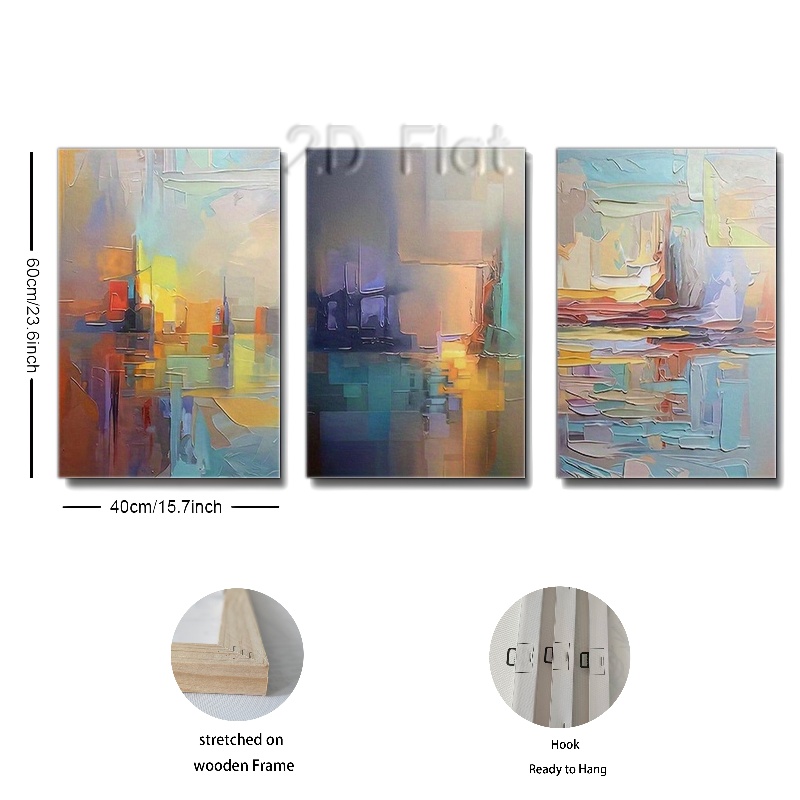 2D Flat
60cm/23.6inch
40cm/15.7inch
stretched on
wooden Frame
Hook
Ready to Hang